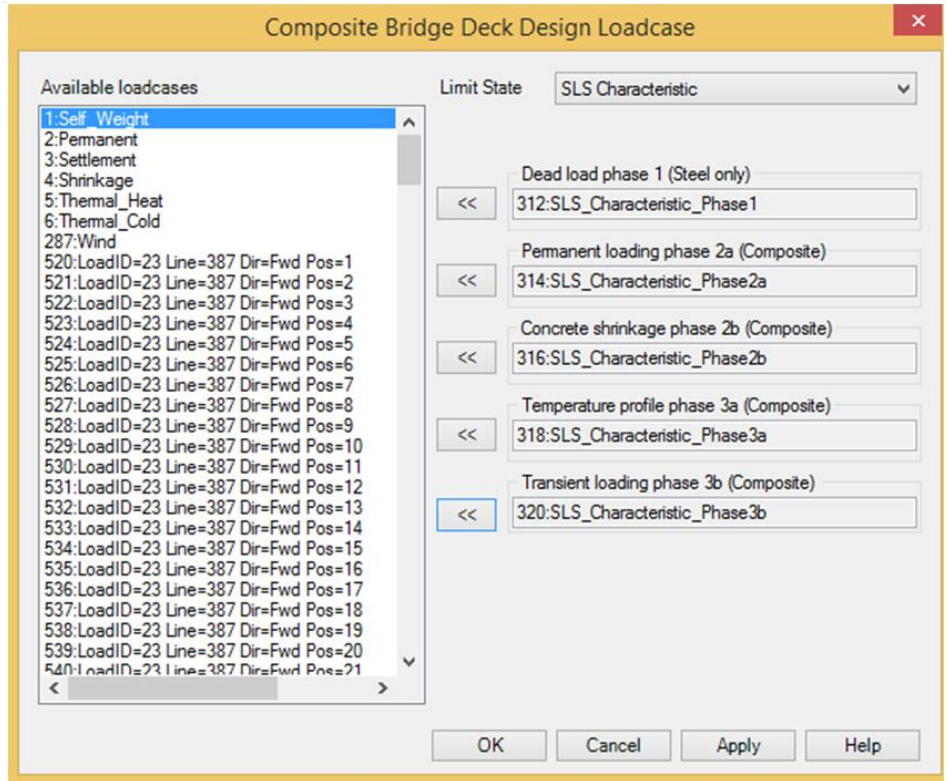 Composite Bridge Deck Design Loadcase
Available loadcases
1:Self_Weight
2:Permanent
3:Settlement
4:Shrinkage
5:Thermal_Heat
6:Thermal_Cold
287:Wind
520:LoadID=23 Line=387 Dir=Fwd Pos=1
521:LoadID=23 Line=387 Dir=Fwd Pos=2
522:LoadID=23 Line=387 Dir=Fwd Pos=3
523:LoadID=23 Line=387 Dir=Fwd Pos=4
524:LoadID=23 Line=387 Dir=Fwd Pos=5
525:LoadID=23 Line=387 Dir=Fwd Pos=6
526:LoadID=23 Line=387 Dir=Fwd Pos=7
527:LoadID=23 Line=387 Dir=Fwd Pos=8
528:LoadID=23 Line=387 Dir=Fwd Pos=9
529:LoadID=23 Line=387 Dir=Fwd Pos=10
530:LoadID=23 Line=387 Dir=Fwd Pos=11
531:LoadID=23 Line=387 Dir=Fwd Pos=12
532:LoadID=23 Line=387 Dir=Fwd Pos=13
533:LoadID=23 Line=387 Dir=Fwd Pos=14
534:LoadID=23 Line=387 Dir=Fwd Pos=15
535:LoadID=23 Line=387 Dir=Fwd Pos=16
536:LoadID=23 Line=387 Dir=Fwd Pos=17
537:LoadID=23 Line=387 Dir=Fwd Pos=18
538:LoadID=23 Line=387 Dir=Fwd Pos=19
539:LoadID=23 Line=387 Dir=Fwd Pos=20
540:LoadID=23 Line=387 Dir=Fwd Pos=21
Limit State
SLS Characteristic
Dead load phase 1 (Steel only)
<< 312:SLS_Characteristic_Phase1
Permanent loading phase 2a (Composite)
<< 314:SLS_Characteristic_Phase2a
Concrete shrinkage phase 2b (Composite)
<< 316:SLS_Characteristic_Phase2b
Temperature profile phase 3a (Composite)
<< 318:SLS_Characteristic_Phase3a
Transient loading phase 3b (Composite)
<< 320:SLS_Characteristic_Phase3b
OK Cancel Apply Help